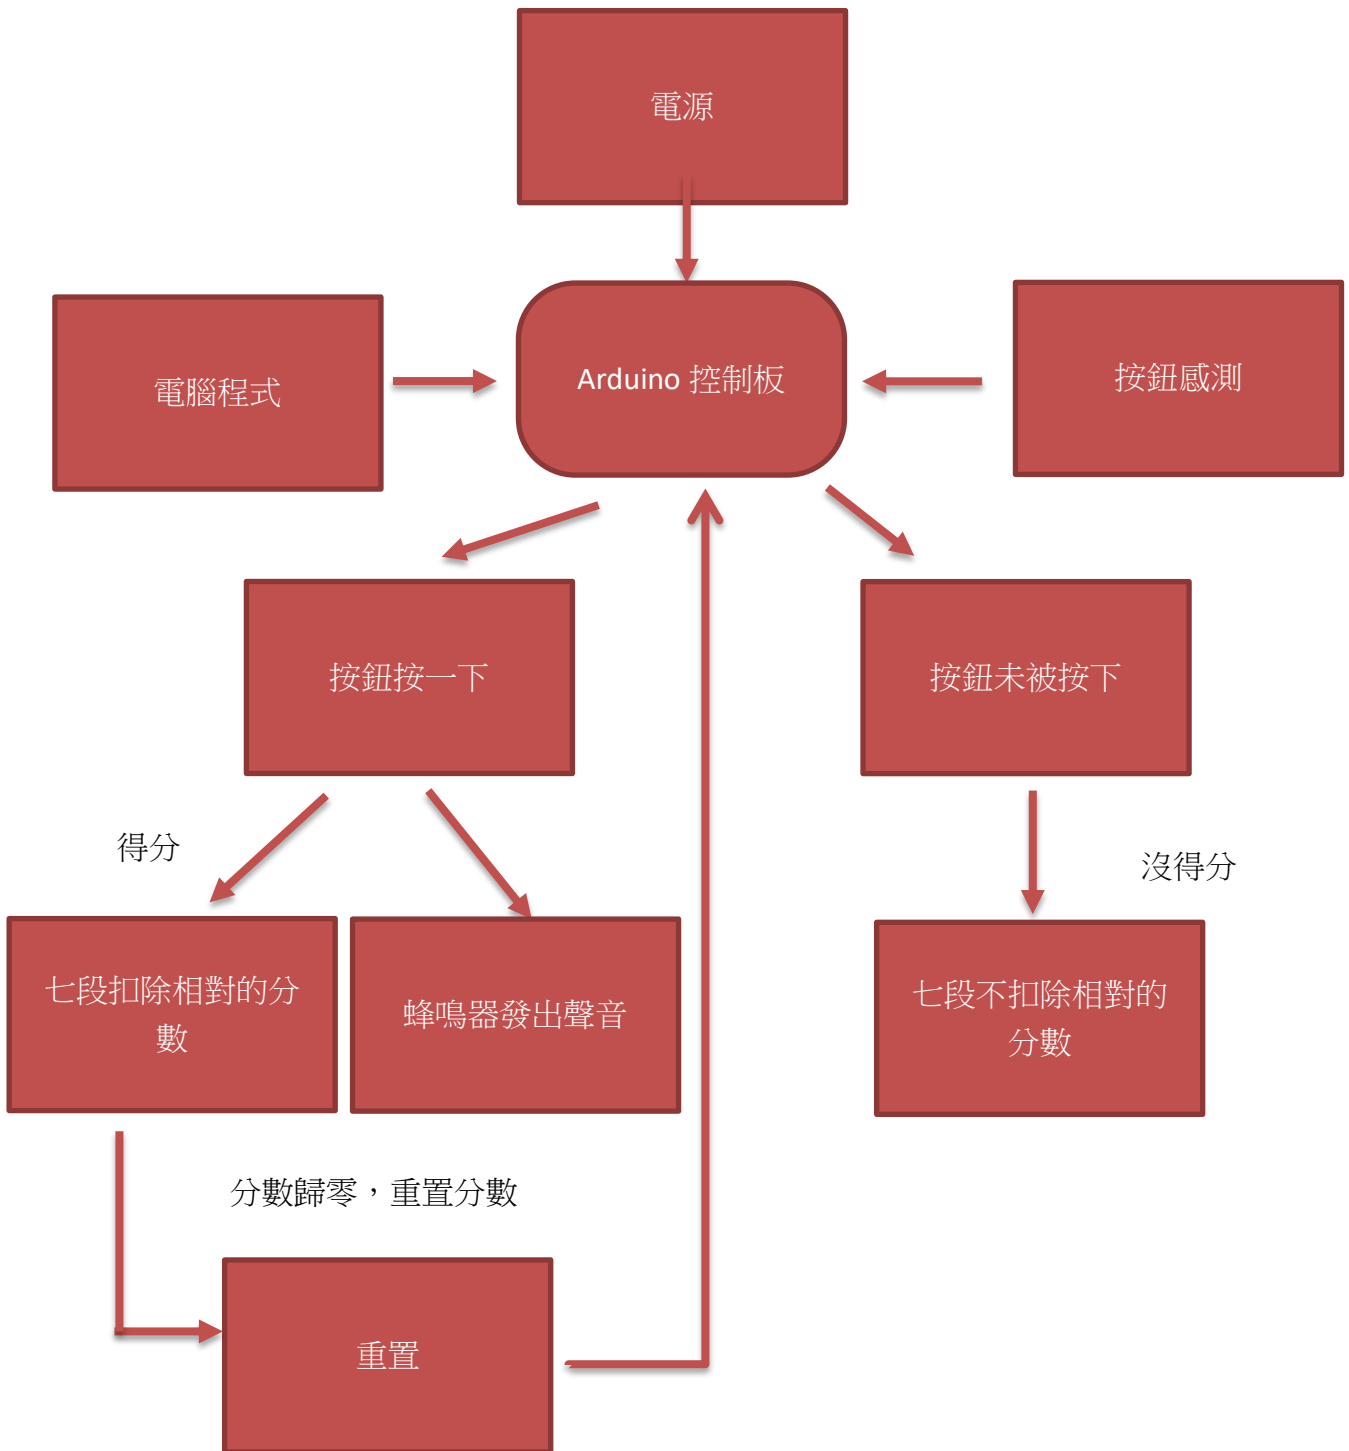 電源
電腦程式
Arduino 控制板
按鈕感測
按鈕按一下
按鈕未被按下
得分
沒得分
七段扣除相對的分
數
蜂鳴器發出聲音
七段不扣除相對的
分數
分數歸零，重置分數
重置